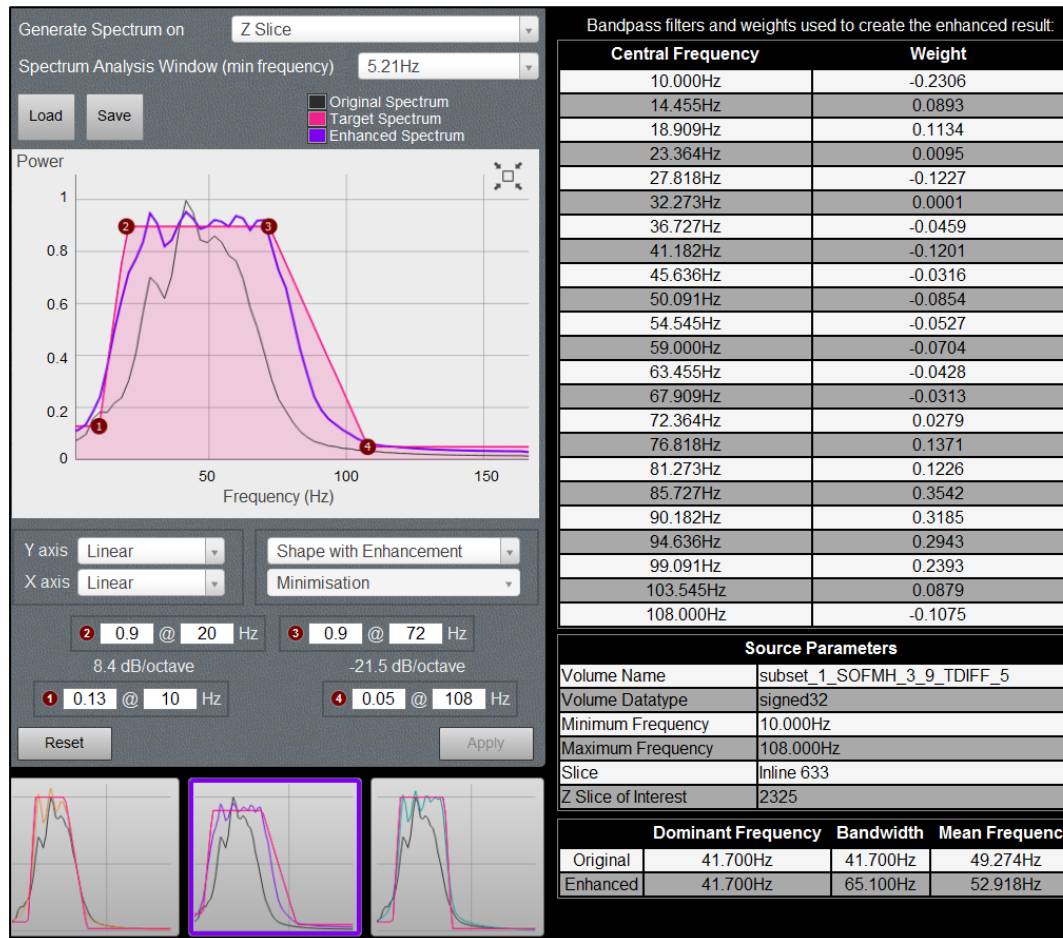 Generate Spectrum on Z Slice
Spectrum Analysis Window (min frequency) 5.21Hz
Load Save
Original Spectrum
Target Spectrum
Enhanced Spectrum
Power
1
0.8
0.6
0.4
0.2
0
2
3
1
4
50 100 150
Frequency (Hz)
Y axis Linear Shape with Enhancement
X axis Linear Minimisation
2 0.9 @ 20 Hz 3 0.9 @ 72 Hz
8.4 dB/octave -21.5 dB/octave
1 0.13 @ 10 Hz 4 0.05 @ 108 Hz
Reset Apply
Bandpass filters and weights used to create the enhanced result:
Central Frequency Weight
10.000Hz -0.2306
14.455Hz 0.0893
18.909Hz 0.1134
23.364Hz 0.0095
27.818Hz -0.1227
32.273Hz 0.0001
36.727Hz -0.0459
41.182Hz -0.1201
45.636Hz -0.0316
50.091Hz -0.0854
54.545Hz -0.0527
59.000Hz -0.0704
63.455Hz -0.0428
67.909Hz -0.0313
72.364Hz 0.0279
76.818Hz 0.1371
81.273Hz 0.1226
85.727Hz 0.3542
90.182Hz 0.3185
94.636Hz 0.2943
99.091Hz 0.2393
103.545Hz 0.0879
108.000Hz -0.1075
Source Parameters
Volume Name subset_1_SOFMH_3_9_TDIFF_5
Volume Datatype signed32
Minimum Frequency 10.000Hz
Maximum Frequency 108.000Hz
Slice Inline 633
Z Slice of Interest 2325
Dominant Frequency Bandwidth Mean Frequenc
Original 41.700Hz 41.700Hz 49.274Hz
Enhanced 41.700Hz 65.100Hz 52.918Hz